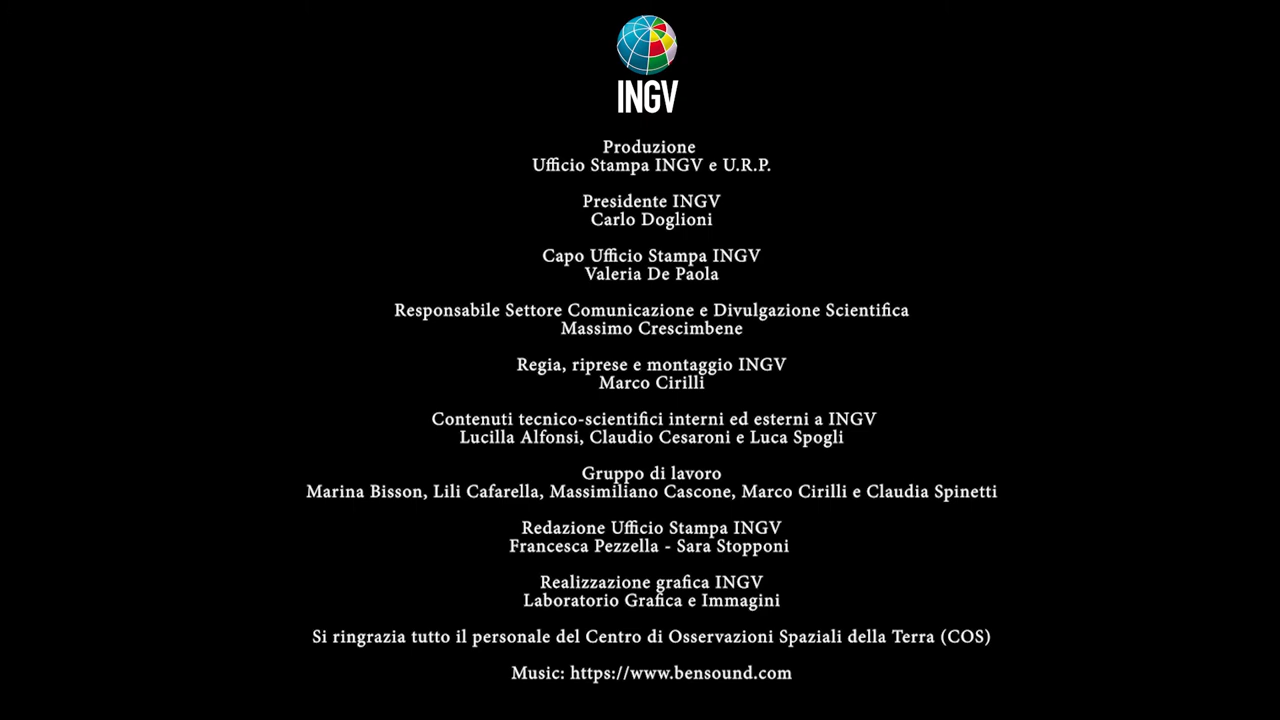 INGV
Produzione
Ufficio Stampa INGV e U.R.P.
Presidente INGV
Carlo Doglioni
Capo Ufficio Stampa INGV
Valeria De Paola
Responsabile Settore Comunicazione e Divulgazione Scientifica
Massimo Crescimbene
Regia, riprese e montaggio INGV
Marco Cirilli
Contenuti tecnico-scientifici interni ed esterni a INGV
Lucilla Alfonsi, Claudio Cesaroni e Luca Spogli
Gruppo di lavoro
Marina Bisson, Lili Cafarella, Massimiliano Cascone, Marco Cirilli e Claudia Spinetti
Redazione Ufficio Stampa INGV
Francesca Pezzella - Sara Stopponi
Realizzazione grafica INGV
Laboratorio Grafica e Immagini
Si ringrazia tutto il personale del Centro di Osservazioni Spaziali della Terra (COS)
Music: https://www.bensound.com